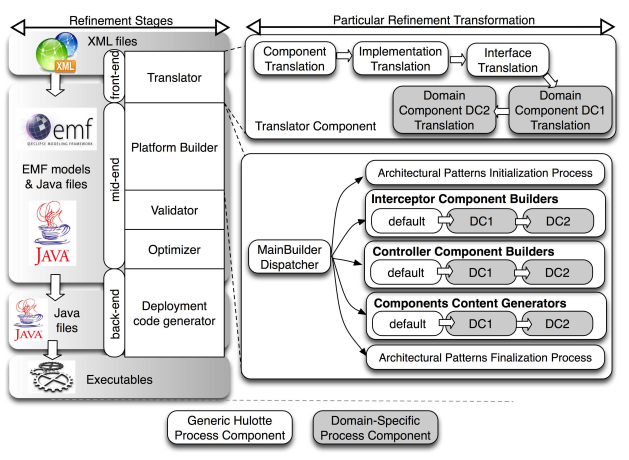 Refinement Stages
Particular Refinement Transformation
XML files
XML
front-end
Translator
Component
Translation
Implementation
Translation
Interface
Translation
Domain
Component DC2
Translation
Domain
Component DC1
Translation
Translator Component
emf
ECLIPSE MODELING FRAMEWORK
EMF models
& Java files
JAVA
mid-end
Platform Builder
Validator
Optimizer
MainBuilder
Dispatcher
Architectural Patterns Initialization Process
Interceptor Component Builders
default
DC1
DC2
Controller Component Builders
default
DC1
DC2
Components Content Generators
default
DC1
DC2
Architectural Patterns Finalization Process
JAVA
Java
files
back-end
Deployment
code generator
Executables
Generic Hulotte
Process Component
Domain-Specific
Process Component